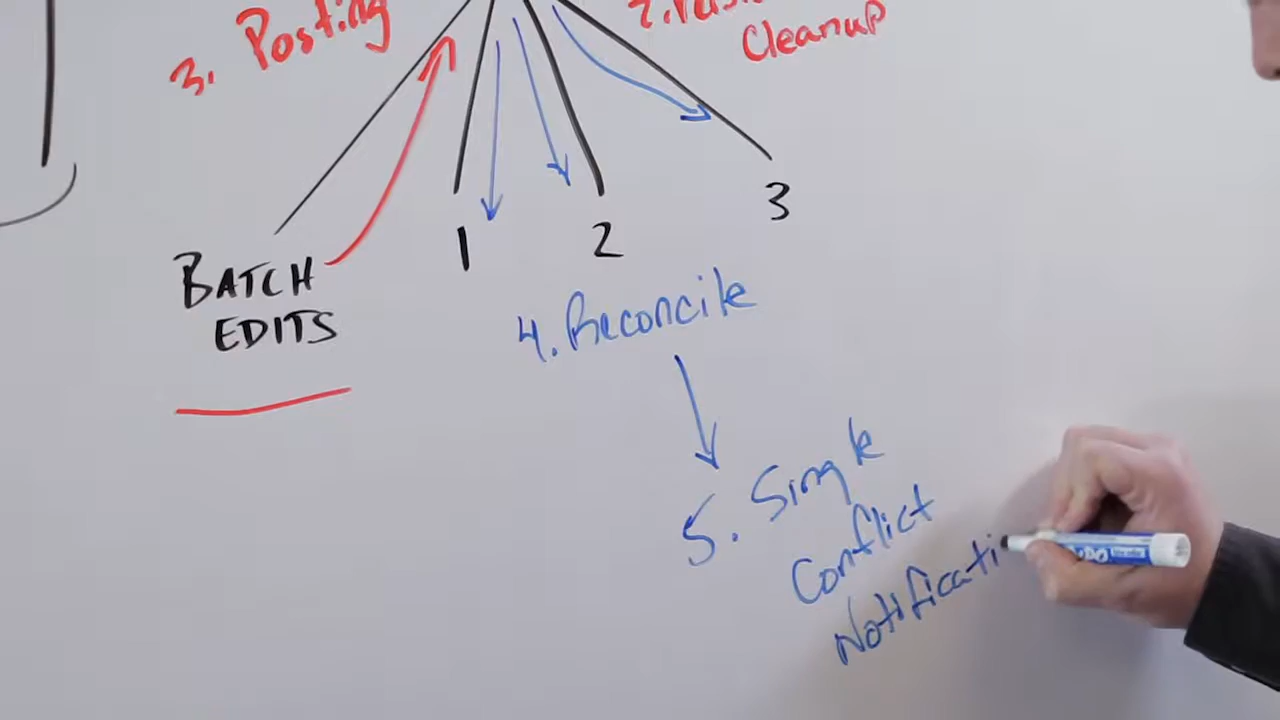 3. Posting
Cleanup
1
2
3
BATCH
EDITS
4. Reconcile
5. Single
Conflict
Notificati